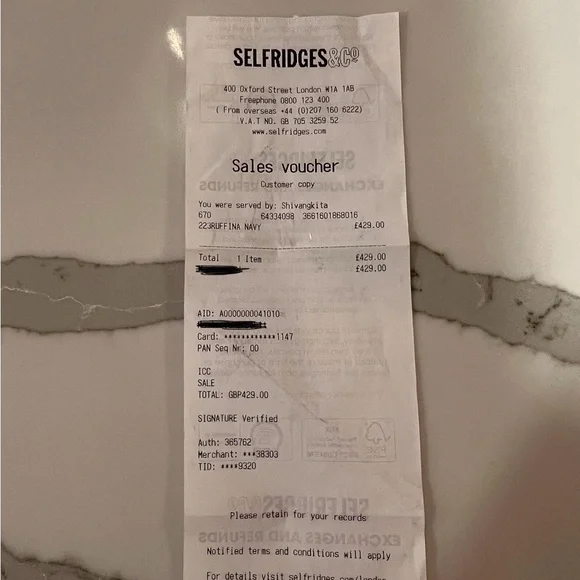 SELFRIDGES&CO
400 Oxford Street London W1A 1AB
Freephone 0800 123 400
( From overseas +44 (0)207 160 6222)
V.A.T NO. GB 705 3259 52
www.selfridges.com
Sales voucher
Customer copy
You were served by: Shivangkita
670 64334098 3661601868016
223RUFFINA NAVY £429.00
Total 1 Item £429.00
£429.00
AID: A0000000041010
Card: ************1147
PAN Seq Nr: 00
ICC
SALE
TOTAL: GBP429.00
SIGNATURE Verified
Auth: 365762
Merchant: ***38303
TID: ****9320
Please retain for your records
Notified terms and conditions will apply
For details visit selfridges.com/london